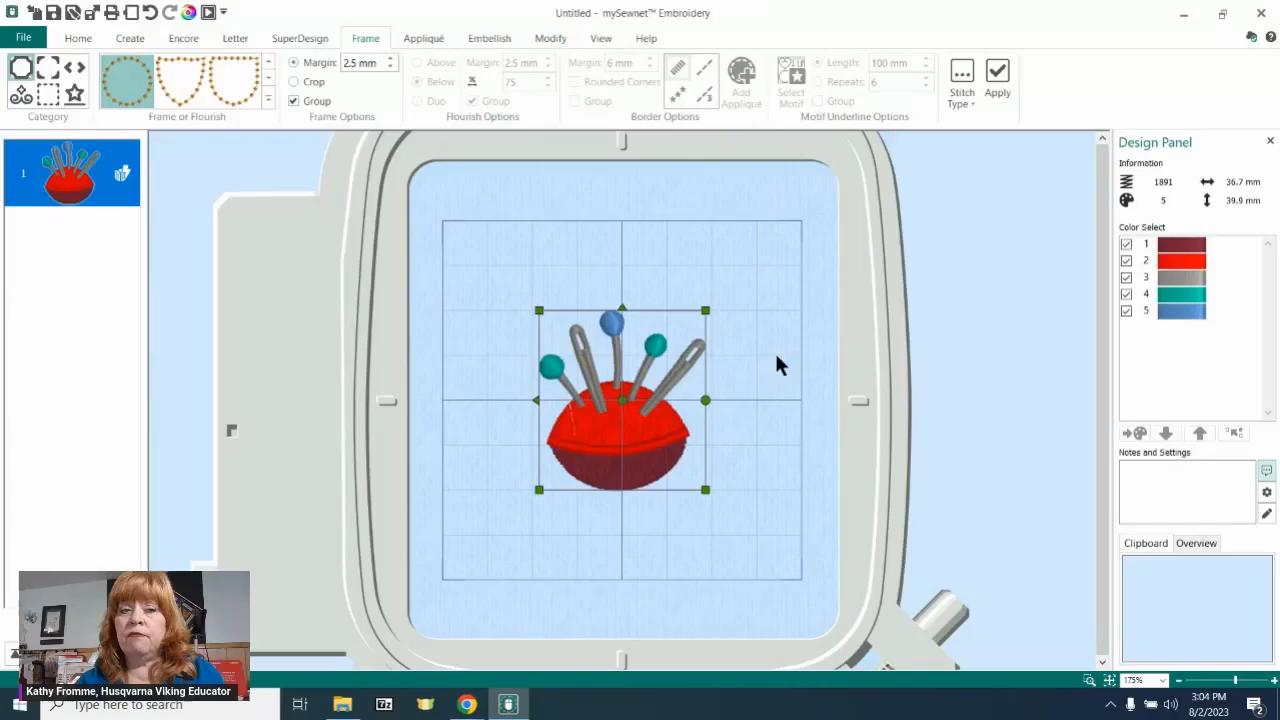 Untitled - mySewnet™ Embroidery
File Home Create Encore Letter SuperDesign Frame Appliqué Embellish Modify View Help
Margin: 2.5 mm
Crop
Group
Above Margin: 2.5 mm
Below 75
Duo Group
Margin: 6 mm
Rounded Corners
Group
Add
Appliqué
Select
Motif
Length: 100 mm
Repeats: 6
Group
Stitch
Type
Apply
Category Frame or Flourish Frame Options Flourish Options Border Options Motif Underline Options
1
Design Panel
Information
1891 36.7 mm
5 39.9 mm
Color Select
1
2
3
4
5
Notes and Settings
Clipboard Overview
175%
Kathy Fromme, Husqvarna Viking Educator
Type here to search
7z
3:04 PM
8/2/2023
2